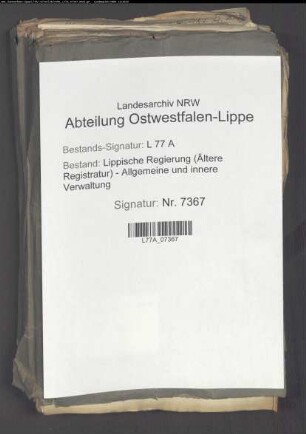 Landesarchiv NRW
Abteilung Ostwestfalen-Lippe
Bestands-Signatur: L 77 A
Bestand: Lippische Regierung (Ältere
Registratur) - Allgemeine und innere
Verwaltung
Signatur: Nr. 7367
L77A_07367